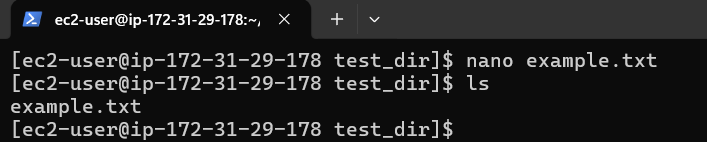 ec2-user@ip-172-31-29-178:~/
[ec2-user@ip-172-31-29-178 test_dir]$ nano example.txt
[ec2-user@ip-172-31-29-178 test_dir]$ ls
example.txt
[ec2-user@ip-172-31-29-178 test_dir]$